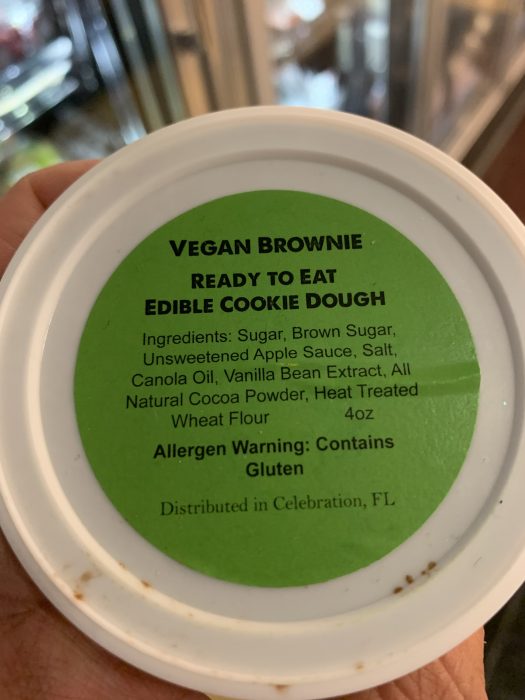 VEGAN BROWNIE
READY TO EAT
EDIBLE COOKIE DOUGH
Ingredients: Sugar, Brown Sugar,
Unsweetened Apple Sauce, Salt,
Canola Oil, Vanilla Bean Extract, All
Natural Cocoa Powder, Heat Treated
Wheat Flour 4oz
Allergen Warning: Contains
Gluten
Distributed in Celebration, FL